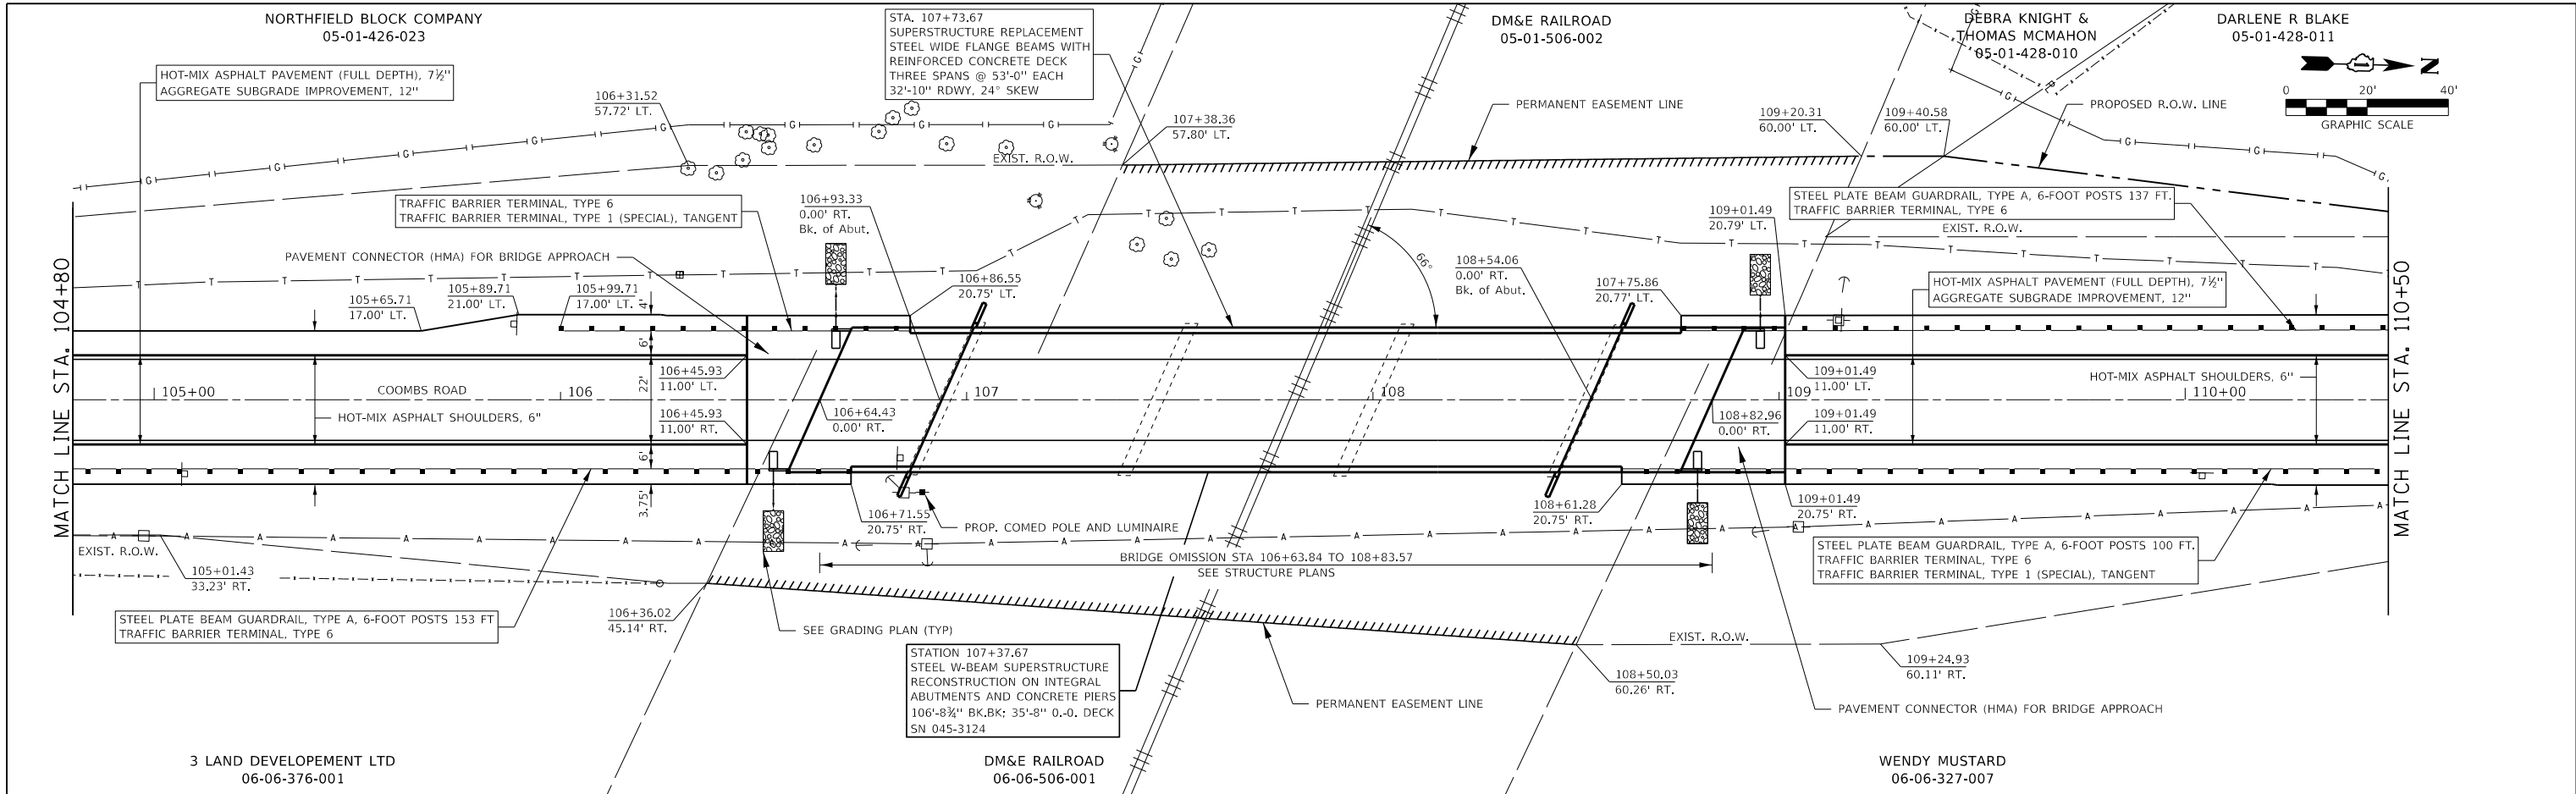 NORTHFIELD BLOCK COMPANY
05-01-426-023
STA. 107+73.67
SUPERSTRUCTURE REPLACEMENT
STEEL WIDE FLANGE BEAMS WITH
REINFORCED CONCRETE DECK
THREE SPANS @ 53'-0" EACH
32'-10" RDWY, 24° SKEW
DM&E RAILROAD
05-01-506-002
DEBRA KNIGHT &
THOMAS MCMAHON
05-01-428-010
DARLENE R BLAKE
05-01-428-011
N
0 20' 40'
GRAPHIC SCALE
HOT-MIX ASPHALT PAVEMENT (FULL DEPTH), 7½"
AGGREGATE SUBGRADE IMPROVEMENT, 12"
106+31.52
57.72' LT.
107+38.36
57.80' LT.
PERMANENT EASEMENT LINE
109+20.31
60.00' LT.
109+40.58
60.00' LT.
PROPOSED R.O.W. LINE
EXIST. R.O.W.
TRAFFIC BARRIER TERMINAL, TYPE 6
TRAFFIC BARRIER TERMINAL, TYPE 1 (SPECIAL), TANGENT
106+93.33
0.00' RT.
Bk. of Abut.
STEEL PLATE BEAM GUARDRAIL, TYPE A, 6-FOOT POSTS 137 FT.
TRAFFIC BARRIER TERMINAL, TYPE 6
109+01.49
20.79' LT.
EXIST. R.O.W.
PAVEMENT CONNECTOR (HMA) FOR BRIDGE APPROACH
66°
108+54.06
0.00' RT.
Bk. of Abut.
107+75.86
20.77' LT.
HOT-MIX ASPHALT PAVEMENT (FULL DEPTH), 7½"
AGGREGATE SUBGRADE IMPROVEMENT, 12"
105+65.71
17.00' LT.
105+89.71
21.00' LT.
105+99.71
17.00' LT.
4'
106+86.55
20.75' LT.
MATCH LINE STA. 104+80
MATCH LINE STA. 110+50
6'
22'
6'
3.75'
106+45.93
11.00' LT.
109+01.49
11.00' LT.
HOT-MIX ASPHALT SHOULDERS, 6"
105+00
COOMBS ROAD
106
107
108
109
110+00
HOT-MIX ASPHALT SHOULDERS, 6"
106+45.93
11.00' RT.
106+64.43
0.00' RT.
108+82.96
0.00' RT.
109+01.49
11.00' RT.
106+71.55
20.75' RT.
PROP. COMED POLE AND LUMINAIRE
108+61.28
20.75' RT.
109+01.49
20.75' RT.
EXIST. R.O.W.
105+01.43
33.23' RT.
BRIDGE OMISSION STA 106+63.84 TO 108+83.57
SEE STRUCTURE PLANS
STEEL PLATE BEAM GUARDRAIL, TYPE A, 6-FOOT POSTS 100 FT.
TRAFFIC BARRIER TERMINAL, TYPE 6
TRAFFIC BARRIER TERMINAL, TYPE 1 (SPECIAL), TANGENT
STEEL PLATE BEAM GUARDRAIL, TYPE A, 6-FOOT POSTS 153 FT
TRAFFIC BARRIER TERMINAL, TYPE 6
106+36.02
45.14' RT.
SEE GRADING PLAN (TYP)
EXIST. R.O.W.
STATION 107+37.67
STEEL W-BEAM SUPERSTRUCTURE
RECONSTRUCTION ON INTEGRAL
ABUTMENTS AND CONCRETE PIERS
106'-8¾" BK.BK; 35'-8" O.-O. DECK
SN 045-3124
PERMANENT EASEMENT LINE
108+50.03
60.26' RT.
109+24.93
60.11' RT.
PAVEMENT CONNECTOR (HMA) FOR BRIDGE APPROACH
3 LAND DEVELOPEMENT LTD
06-06-376-001
DM&E RAILROAD
06-06-506-001
WENDY MUSTARD
06-06-327-007